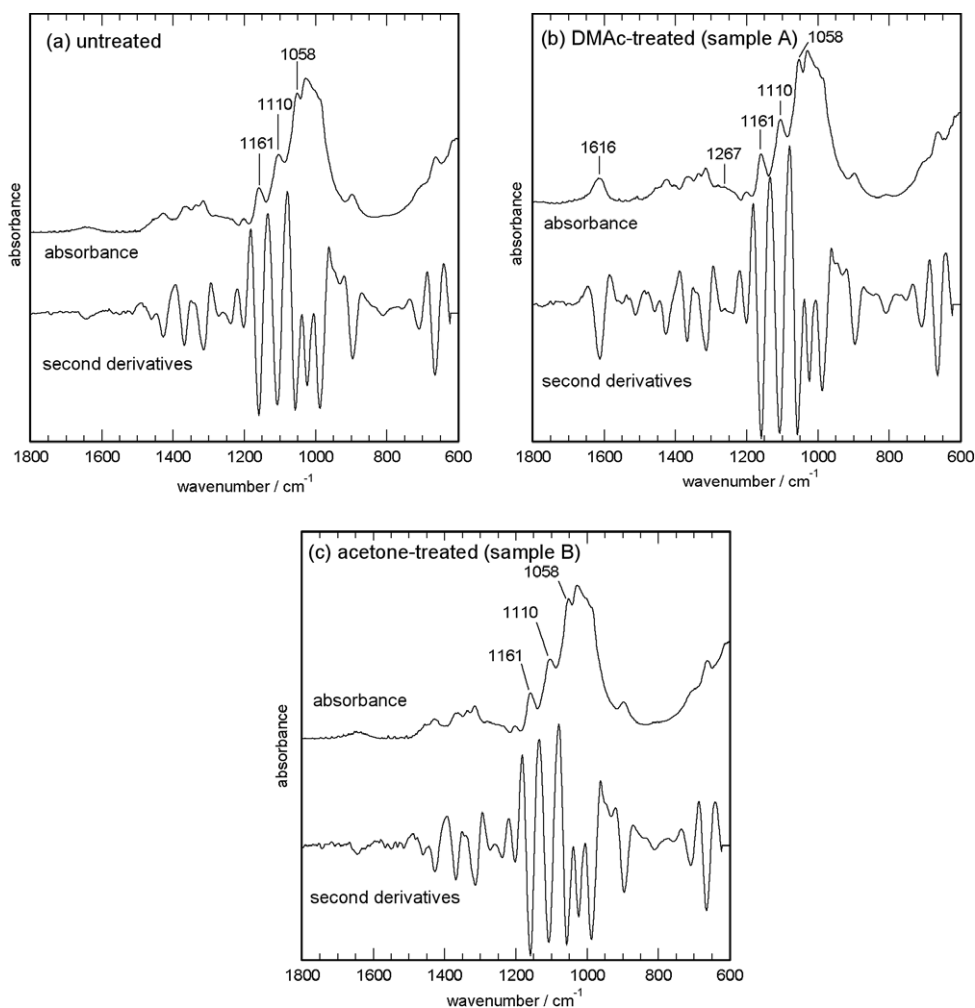 (a) untreated
1058
1110
1161
absorbance
second derivatives
absorbance
1800 1600 1400 1200 1000 800 600
wavenumber / cm-1
(b) DMAc-treated (sample A)
1058
1110
1161
1616
1267
absorbance
second derivatives
absorbance
1800 1600 1400 1200 1000 800 600
wavenumber / cm-1
(c) acetone-treated (sample B)
1058
1110
1161
absorbance
second derivatives
absorbance
1800 1600 1400 1200 1000 800 600
wavenumber / cm-1